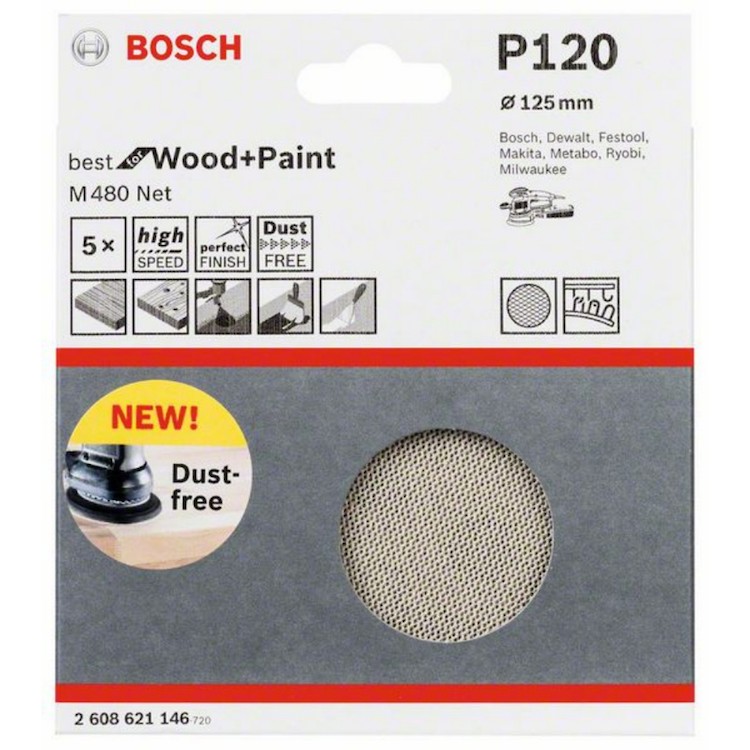 BOSCH
P120
Ø 125 mm
Bosch, Dewalt, Festool,
Makita, Metabo, Ryobi,
Milwaukee
best for Wood+Paint
M 480 Net
5×
high
SPEED
perfect
FINISH
Dust
FREE
NEW!
Dust-
free
2 608 621 146-720